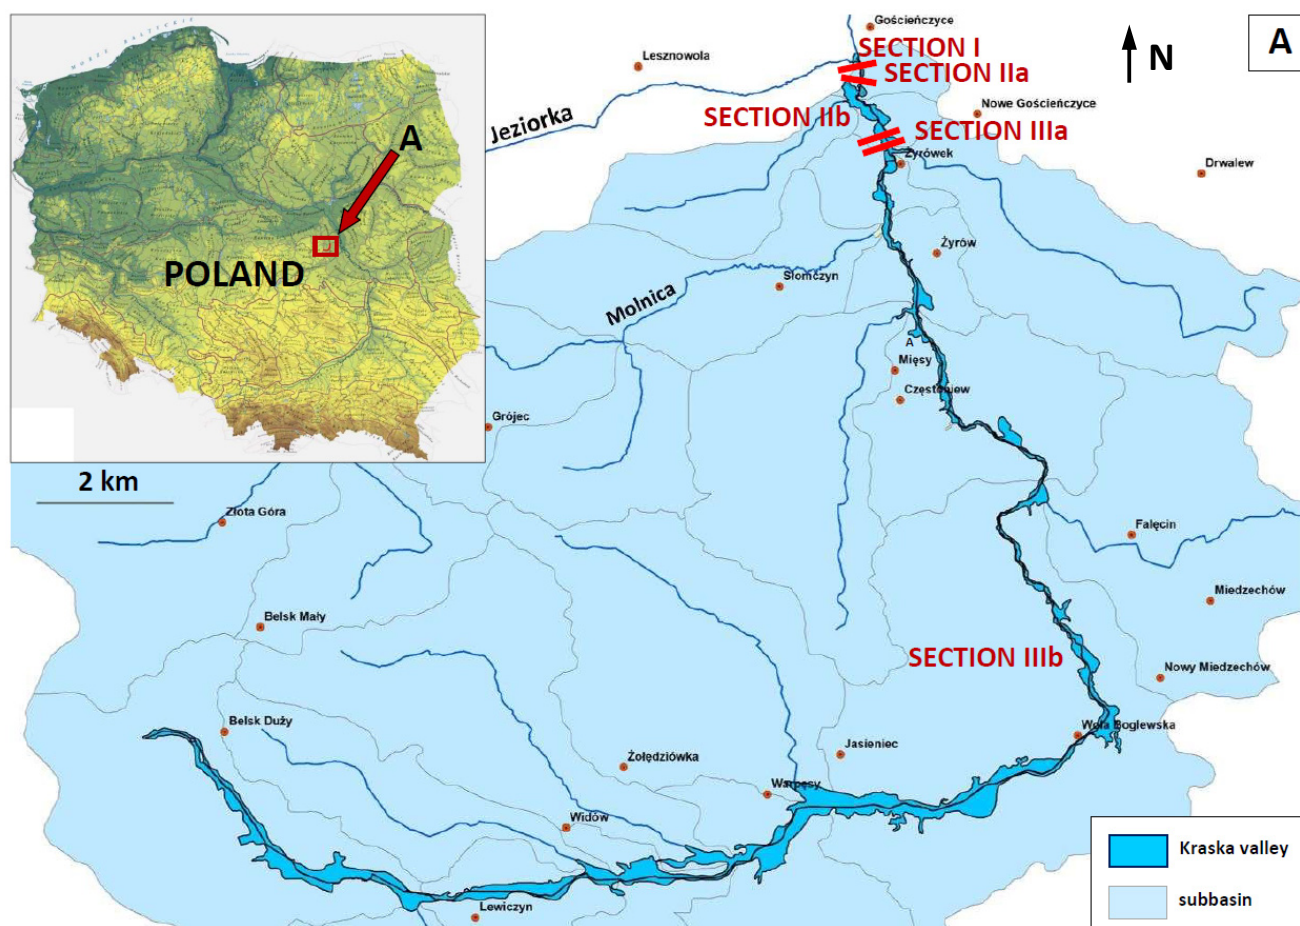 Gościeńczyce
A
SECTION I
N
Lesznowola
SECTION IIa
Nowe Gościeńczyce
SECTION IIb
Jeziorka
SECTION IIIa
A
Żyrówek
Drwalew
Żyrów
POLAND
Słomczyn
Molnica
A
Mięsy
Częstoniew
Grójec
2 km
Złota Góra
Falęcin
Miedzechów
Belsk Mały
SECTION IIIb
Nowy Miedzechów
Belsk Duży
Wola Boglewska
Jasieniec
Żołędziówka
Warpęsy
Widów
Kraska valley
subbasin
Lewiczyn